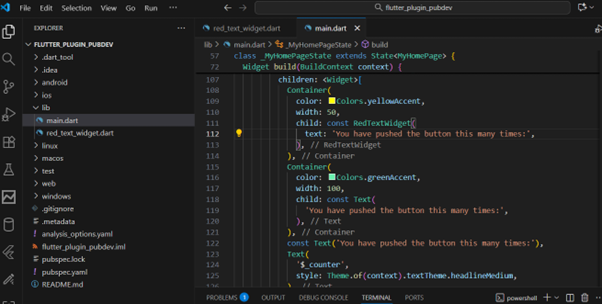 File Edit Selection View Go Run flutter_plugin_pubdev
EXPLORER
FLUTTER_PLUGIN_PUBDEV
.dart_tool
.idea
android
ios
lib
main.dart
red_text_widget.dart
linux
macos
test
web
windows
.gitignore
.metadata
analysis_options.yaml
flutter_plugin_pubdev.iml
pubspec.lock
pubspec.yaml
README.md
red_text_widget.dart main.dart
lib > main.dart > _MyHomePageState > build
57 class _MyHomePageState extends State<MyHomePage> {
72 Widget build(BuildContext context) {
107 children: <Widget>[
108 Container(
109 color: Colors.yellowAccent,
110 width: 50,
111 child: const RedTextWidget(
112 text: 'You have pushed the button this many times:',
113 ), // RedTextWidget
114 ), // Container
115 Container(
116 color: Colors.greenAccent,
117 width: 100,
118 child: const Text(
119 'You have pushed the button this many times:',
120 ), // Text
121 ), // Container
122 const Text('You have pushed the button this many times:'),
123 Text(
124 '$_counter',
125 style: Theme.of(context).textTheme.headlineMedium,
126 ), // Text
PROBLEMS 1 OUTPUT DEBUG CONSOLE TERMINAL PORTS powershell